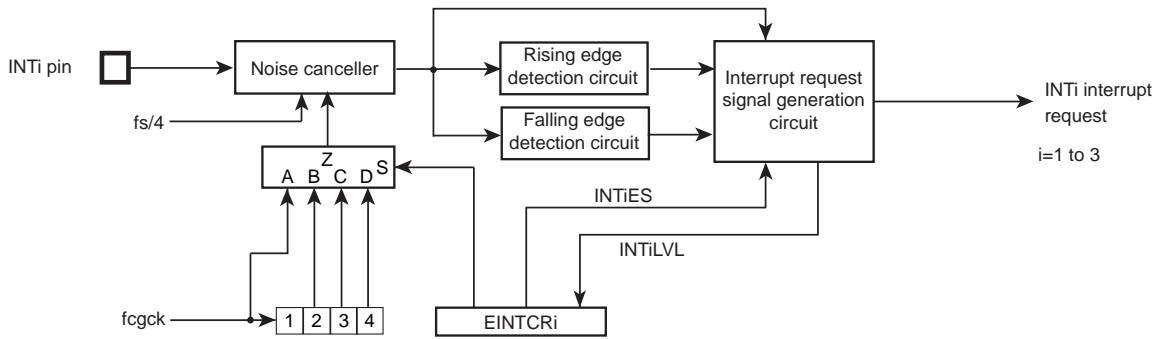 INTi pin
Noise canceller
fs/4
Z
S
A B C D
fcgck
1 2 3 4
Rising edge
detection circuit
Falling edge
detection circuit
Interrupt request
signal generation
circuit
INTi interrupt
request
i=1 to 3
INTiES
INTiLVL
EINTCRi